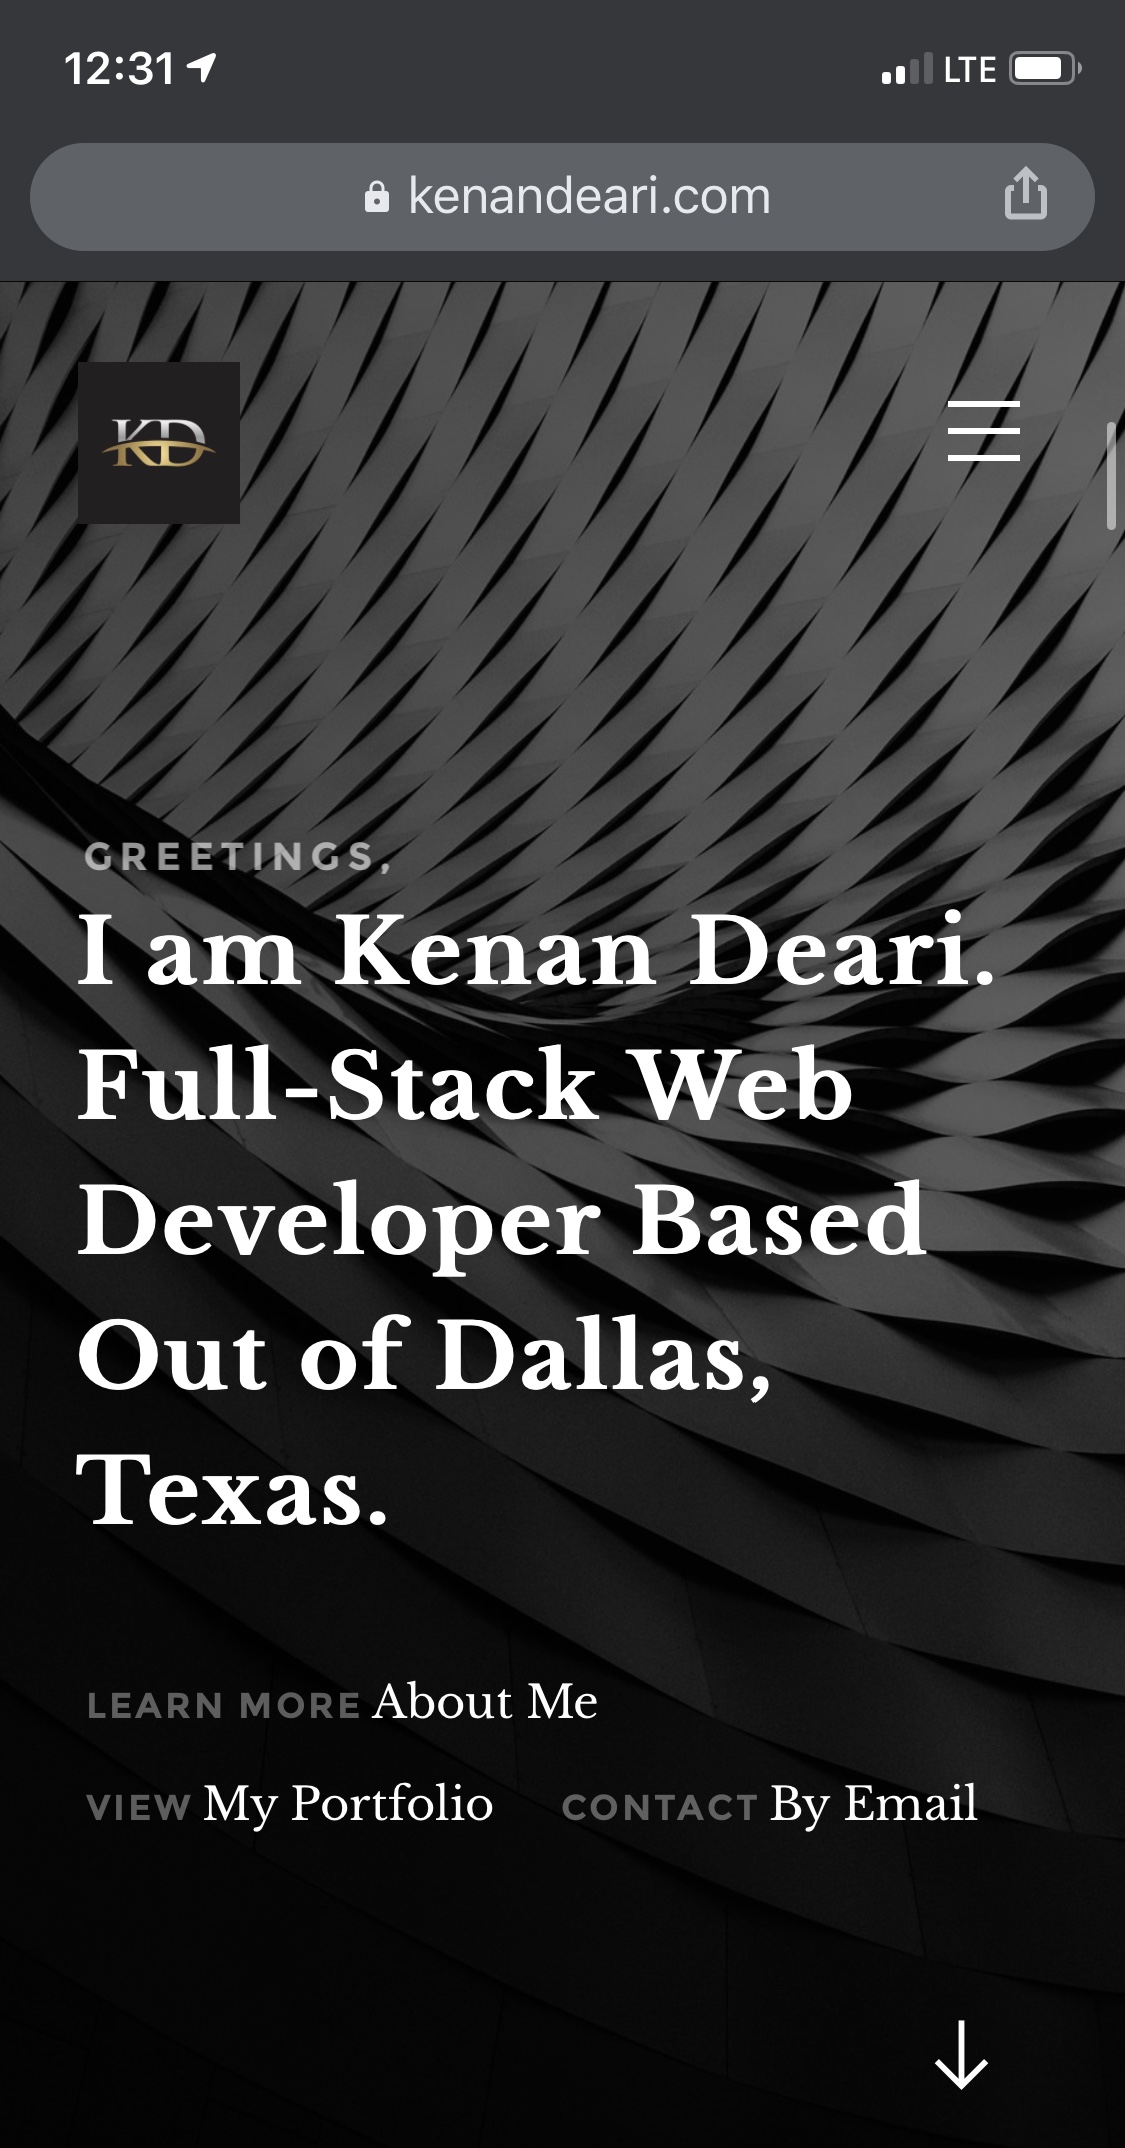 12:31 LTE
kenandeari.com
KD
GREETINGS,
I am Kenan Deari.
Full-Stack Web
Developer Based
Out of Dallas,
Texas.
LEARN MORE About Me
VIEW My Portfolio CONTACT By Email